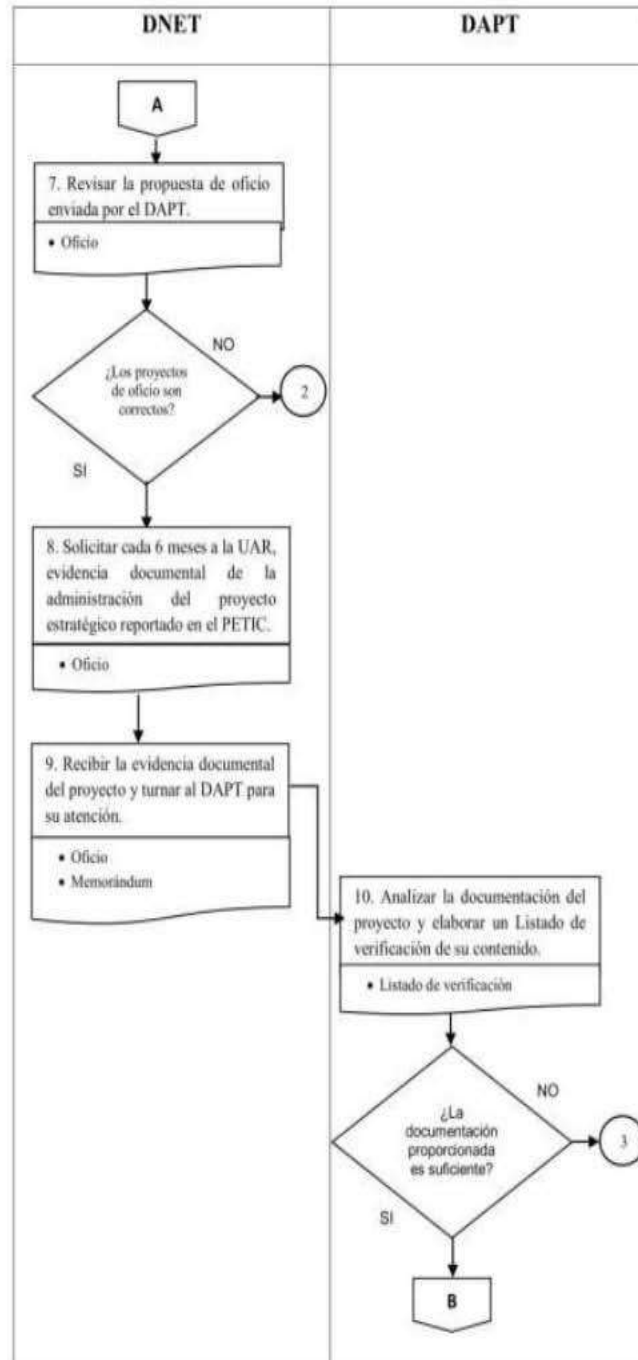 DNET
DAPT
A
7. Revisar la propuesta de oficio
enviada por el DAPT.
• Oficio
NO
¿Los proyectos
de oficio son
correctos?
2
SI
8. Solicitar cada 6 meses a la UAR,
evidencia documental de la
administración del proyecto
estratégico reportado en el PETIC.
• Oficio
9. Recibir la evidencia documental
del proyecto y turnar al DAPT para
su atención.
• Oficio
• Memorándum
10. Analizar la documentación del
proyecto y elaborar un Listado de
verificación de su contenido.
• Listado de verificación
NO
¿La
documentación
proporcionada
es suficiente?
3
SI
B